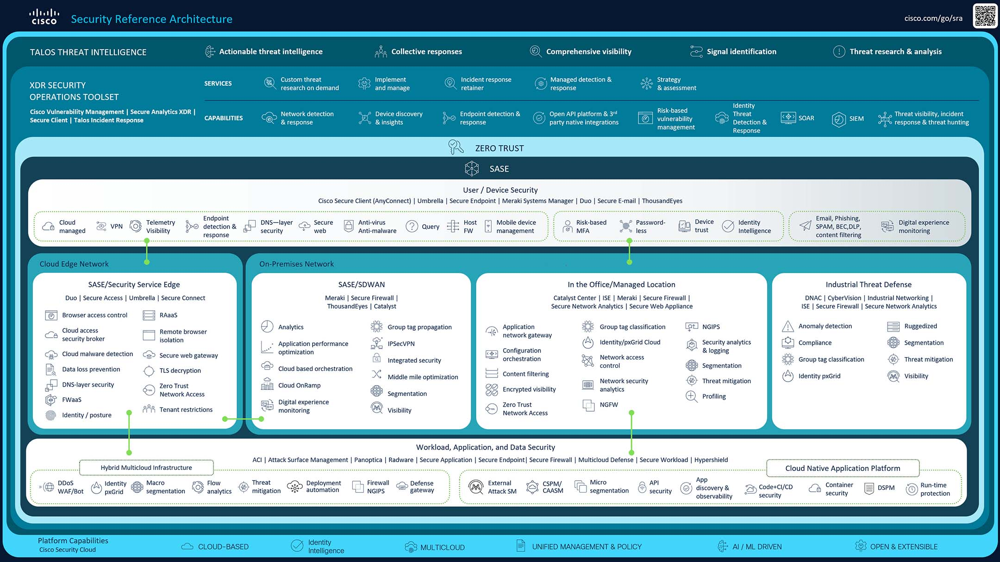 CISCO
Security Reference Architecture
cisco.com/go/sra
TALOS THREAT INTELLIGENCE
Actionable threat intelligence
Collective responses
Comprehensive visibility
Signal identification
Threat research & analysis
XDR SECURITY
OPERATIONS TOOLSET
Cisco Vulnerability Management | Secure Analytics XDR |
Secure Client | Talos Incident Response
SERVICES
Custom threat
research on demand
Implement
and manage
Incident response
retainer
Managed detection &
response
Strategy
& assessment
CAPABILITIES
Network detection
& response
Device discovery
& insights
Endpoint detection &
response
Open API platform & 3rd
party native integrations
Risk-based
vulnerability
management
Identity
Threat
Detection &
Response
SOAR
SIEM
Threat visibility, incident
response & threat hunting
ZERO TRUST
SASE
User / Device Security
Cisco Secure Client (AnyConnect) | Umbrella | Secure Endpoint | Meraki Systems Manager | Duo | Secure E-mail | ThousandEyes
Cloud
managed
VPN
Telemetry
Visibility
Endpoint
detection &
response
DNS—layer
security
Secure
web
Anti-virus
Anti-malware
Query
Host
FW
Mobile device
management
Risk-based
MFA
Password-
less
Device
trust
Identity
Intelligence
Email, Phishing,
SPAM, BEC,DLP,
content filtering
Digital experience
monitoring
Cloud Edge Network
SASE/Security Service Edge
Duo | Secure Access | Umbrella | Secure Connect
Browser access control
Cloud access
security broker
Cloud malware detection
Data loss prevention
DNS-layer security
FWaaS
Identity / posture
RAaaS
Remote browser
isolation
Secure web gateway
TLS decryption
Zero Trust
Network Access
Tenant restrictions
On-Premises Network
SASE/SDWAN
Meraki | Secure Firewall |
ThousandEyes | Catalyst
Analytics
Application performance
optimization
Cloud based orchestration
Cloud OnRamp
Digital experience
monitoring
Group tag propagation
IPSecVPN
Integrated security
Middle mile optimization
Segmentation
Visibility
In the Office/Managed Location
Catalyst Center | ISE | Meraki | Secure Firewall |
Secure Network Analytics | Secure Web Appliance
Application
network gateway
Configuration
orchestration
Content filtering
Encrypted visibility
Zero Trust
Network Access
Group tag classification
Identity/pxGrid Cloud
Network access
control
Network security
analytics
NGFW
NGIPS
Security analytics
& logging
Segmentation
Threat mitigation
Profiling
Industrial Threat Defense
DNAC | CyberVision | Industrial Networking |
ISE | Secure Firewall | Secure Network Analytics
Anomaly detection
Compliance
Group tag classification
Identity pxGrid
Ruggedized
Segmentation
Threat mitigation
Visibility
Workload, Application, and Data Security
ACI | Attack Surface Management | Panoptica | Radware | Secure Application | Secure Endpoint| Secure Firewall | Multicloud Defense | Secure Workload | Hypershield
Hybrid Multicloud Infrastructure
DDoS
WAF/Bot
Identity
pxGrid
Macro
segmentation
Flow
analytics
Threat
mitigation
Deployment
automation
Firewall
NGIPS
Defense
gateway
Cloud Native Application Platform
External
Attack SM
CSPM/
CAASM
Micro
segmentation
API
security
App
discovery &
observability
Code+CI/CD
security
Container
security
DSPM
Run-time
protection
Platform Capabilities
Cisco Security Cloud
CLOUD-BASED
Identity
Intelligence
MULTICLOUD
UNIFIED MANAGEMENT & POLICY
AI / ML DRIVEN
OPEN & EXTENSIBLE